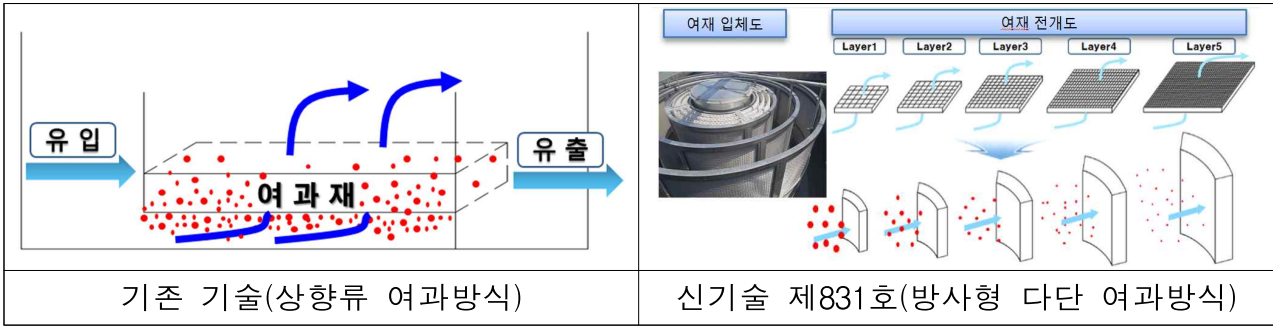 유 입
여 과 재
유 출
기존 기술(상향류 여과방식)
여재 입체도
여재 전개도
Layer1
Layer2
Layer3
Layer4
Layer5
신기술 제831호(방사형 다단 여과방식)